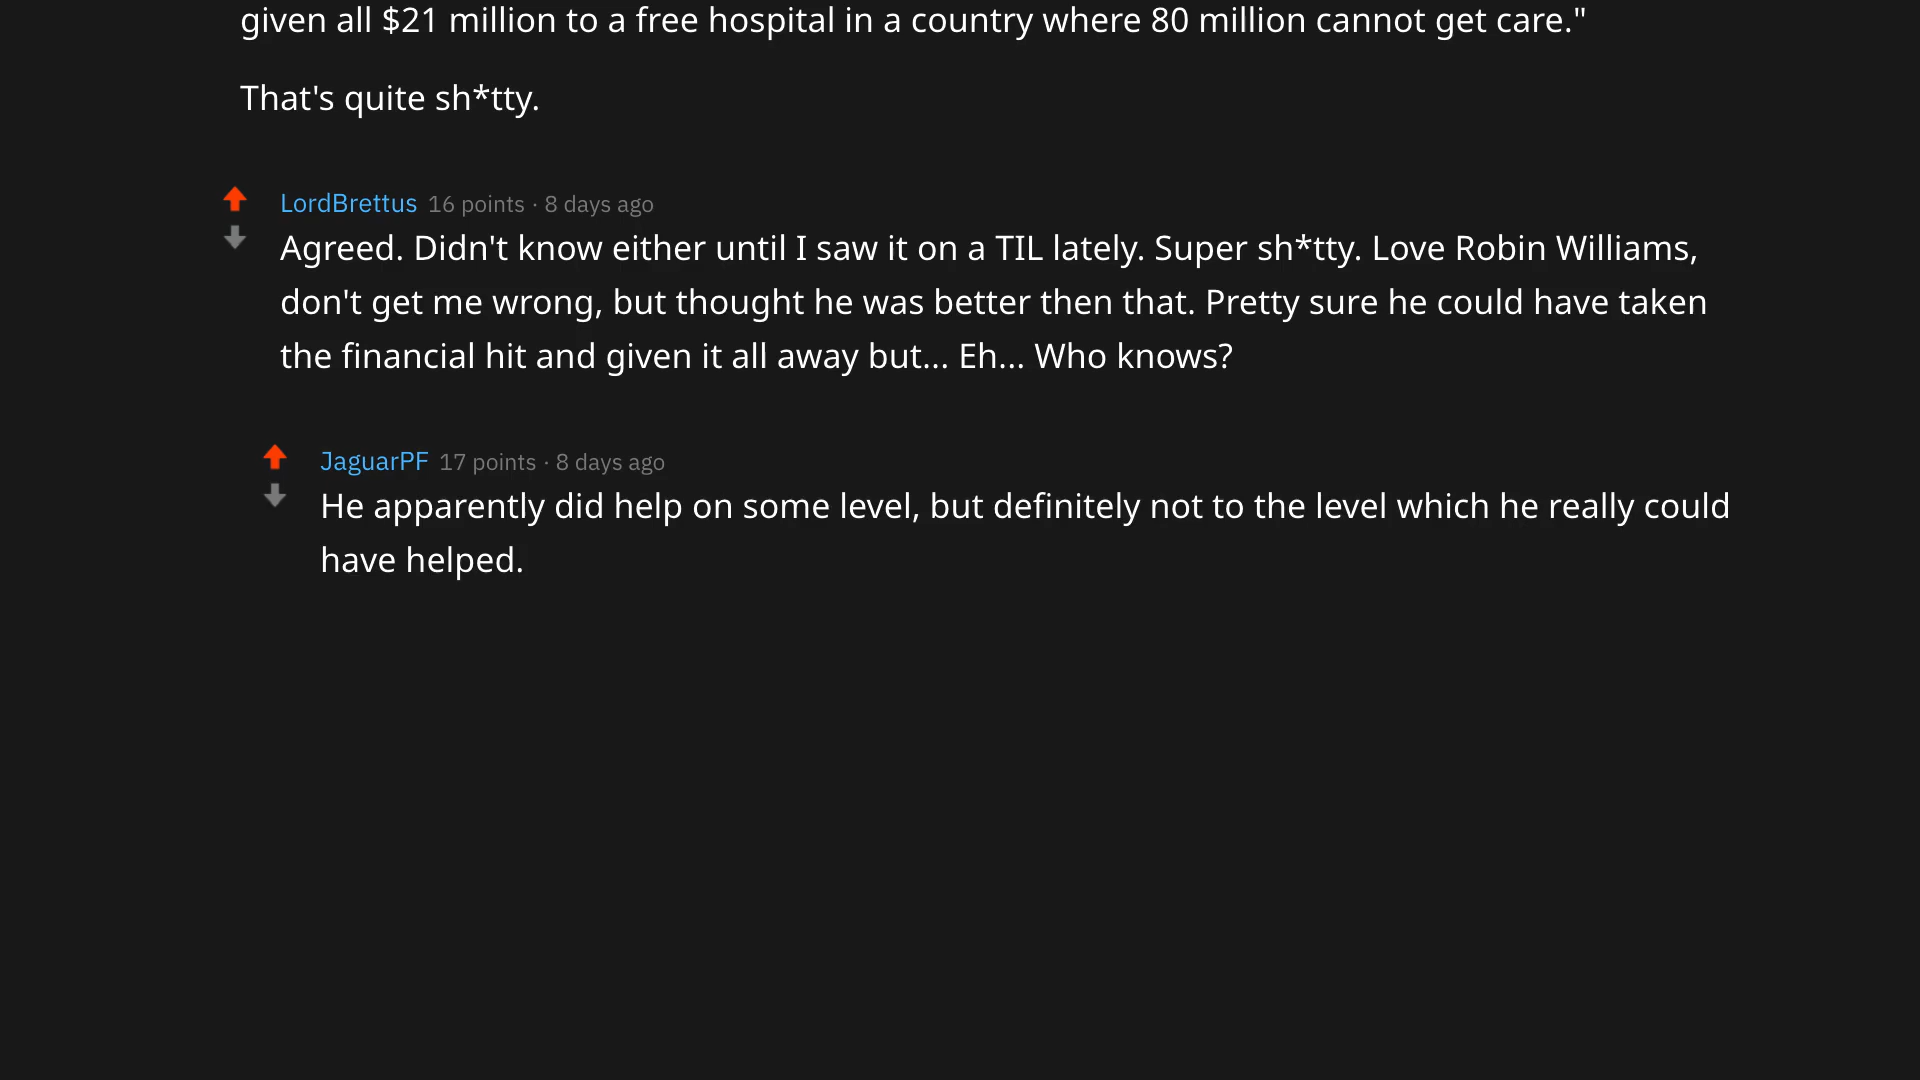 given all $21 million to a free hospital in a country where 80 million cannot get care."
That's quite sh*tty.
LordBrettus 16 points · 8 days ago
Agreed. Didn't know either until I saw it on a TIL lately. Super sh*tty. Love Robin Williams,
don't get me wrong, but thought he was better then that. Pretty sure he could have taken
the financial hit and given it all away but... Eh... Who knows?
JaguarPF 17 points · 8 days ago
He apparently did help on some level, but definitely not to the level which he really could
have helped.